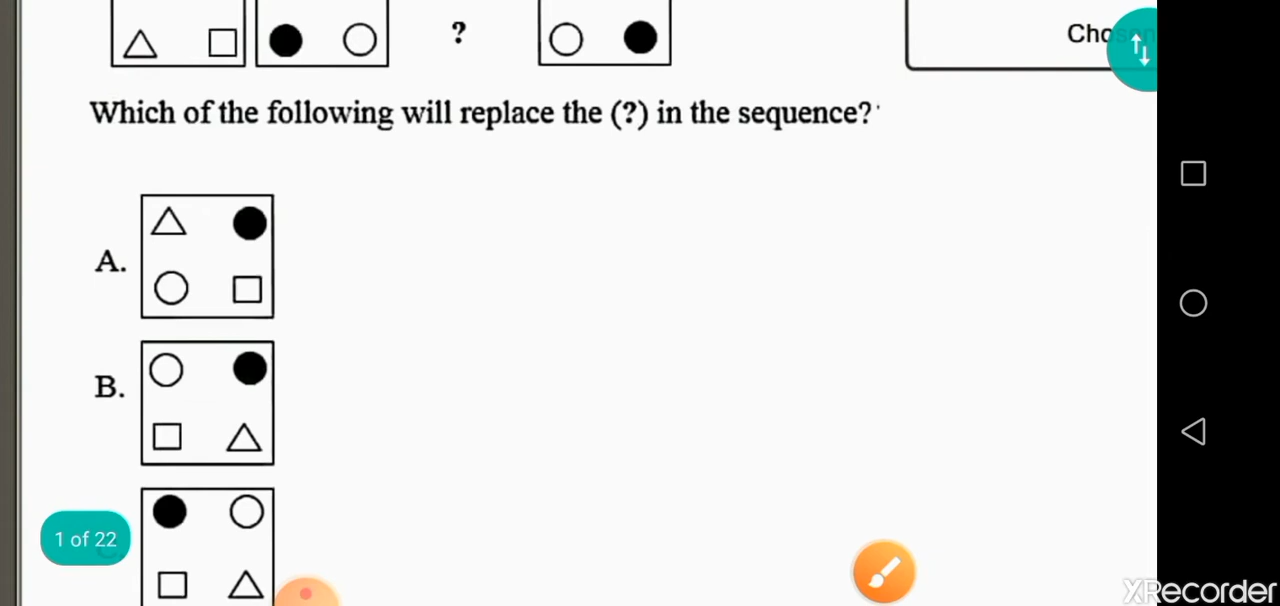 ?
Cho
Which of the following will replace the (?) in the sequence?
A.
B.
1 of 22
XRecorder